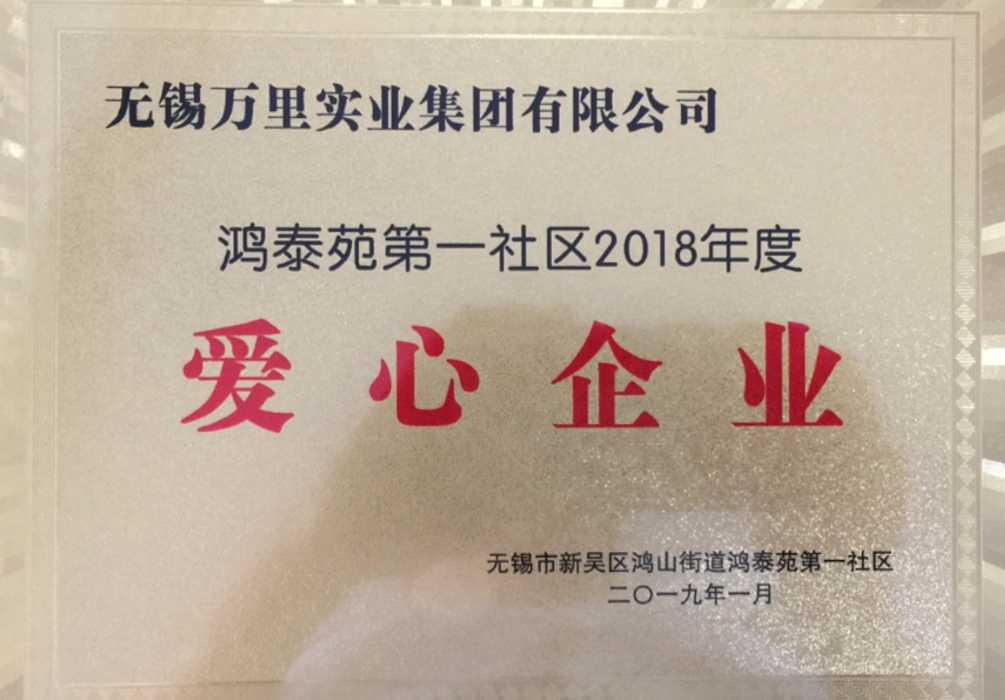 无锡万里实业集团有限公司
鸿泰苑第一社区2018年度
爱心企业
无锡市新吴区鸿山街道鸿泰苑第一社区
二〇一九年一月